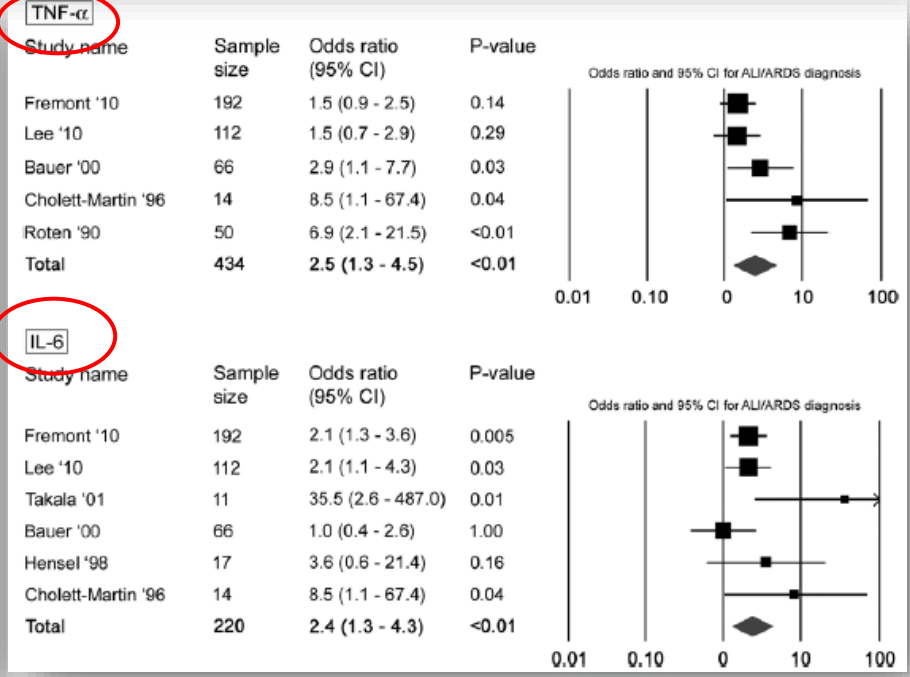 TNF-α
Study name Sample size Odds ratio (95% CI) P-value
Odds ratio and 95% CI for ALI/ARDS diagnosis
Fremont '10 192 1.5 (0.9 - 2.5) 0.14
Lee '10 112 1.5 (0.7 - 2.9) 0.29
Bauer '00 66 2.9 (1.1 - 7.7) 0.03
Cholett-Martin '96 14 8.5 (1.1 - 67.4) 0.04
Roten '90 50 6.9 (2.1 - 21.5) <0.01
Total 434 2.5 (1.3 - 4.5) <0.01
0.01 0.10 0 10 100
IL-6
Study name Sample size Odds ratio (95% CI) P-value
Odds ratio and 95% CI for ALI/ARDS diagnosis
Fremont '10 192 2.1 (1.3 - 3.6) 0.005
Lee '10 112 2.1 (1.1 - 4.3) 0.03
Takala '01 11 35.5 (2.6 - 487.0) 0.01
Bauer '00 66 1.0 (0.4 - 2.6) 1.00
Hensel '98 17 3.6 (0.6 - 21.4) 0.16
Cholett-Martin '96 14 8.5 (1.1 - 67.4) 0.04
Total 220 2.4 (1.3 - 4.3) <0.01
0.01 0.10 0 10 100